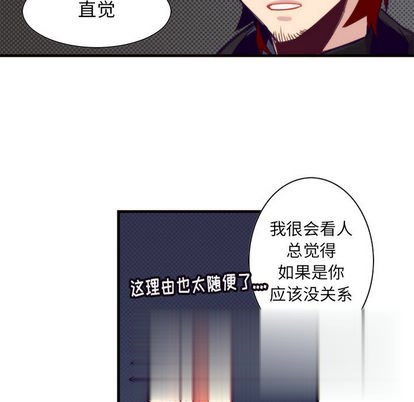 直觉
我很会看人
总觉得
如果是你
应该没关系
这理由也太随便了....